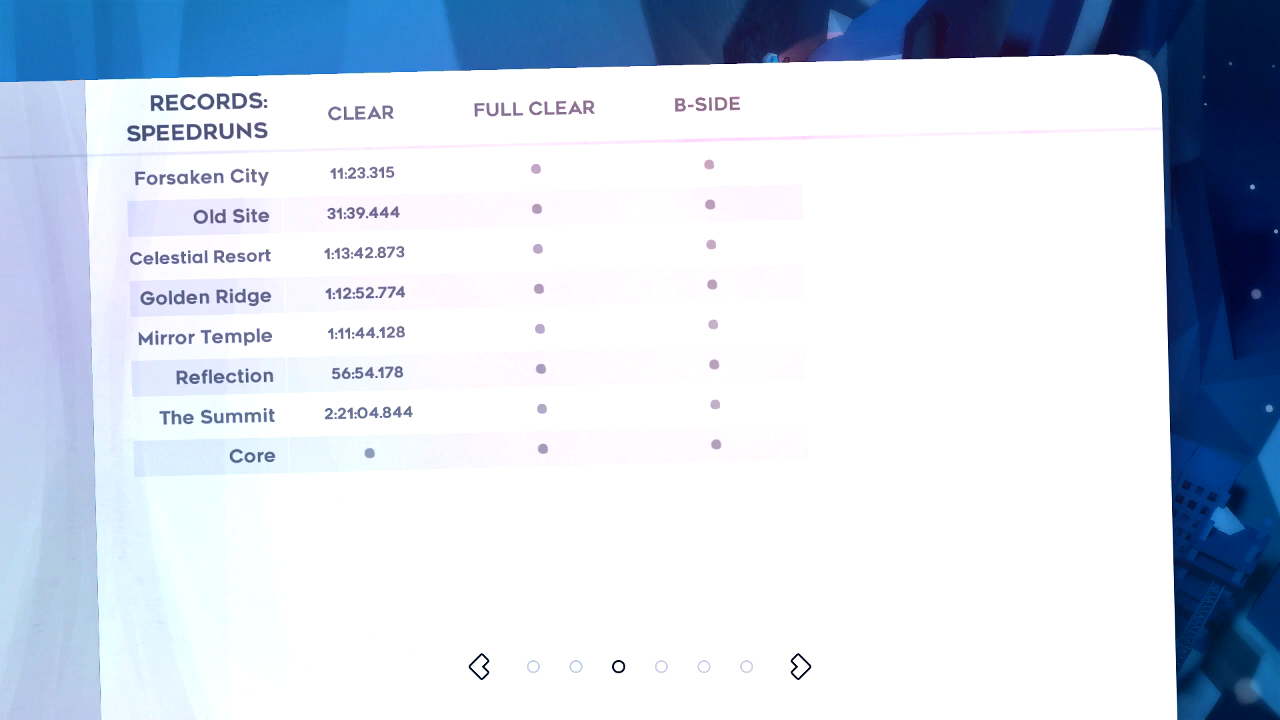 RECORDS:
SPEEDRUNS
CLEAR FULL CLEAR B-SIDE
Forsaken City 11:23.315
Old Site 31:39.444
Celestial Resort 1:13:42.873
Golden Ridge 1:12:52.774
Mirror Temple 1:11:44.128
Reflection 56:54.178
The Summit 2:21:04.844
Core